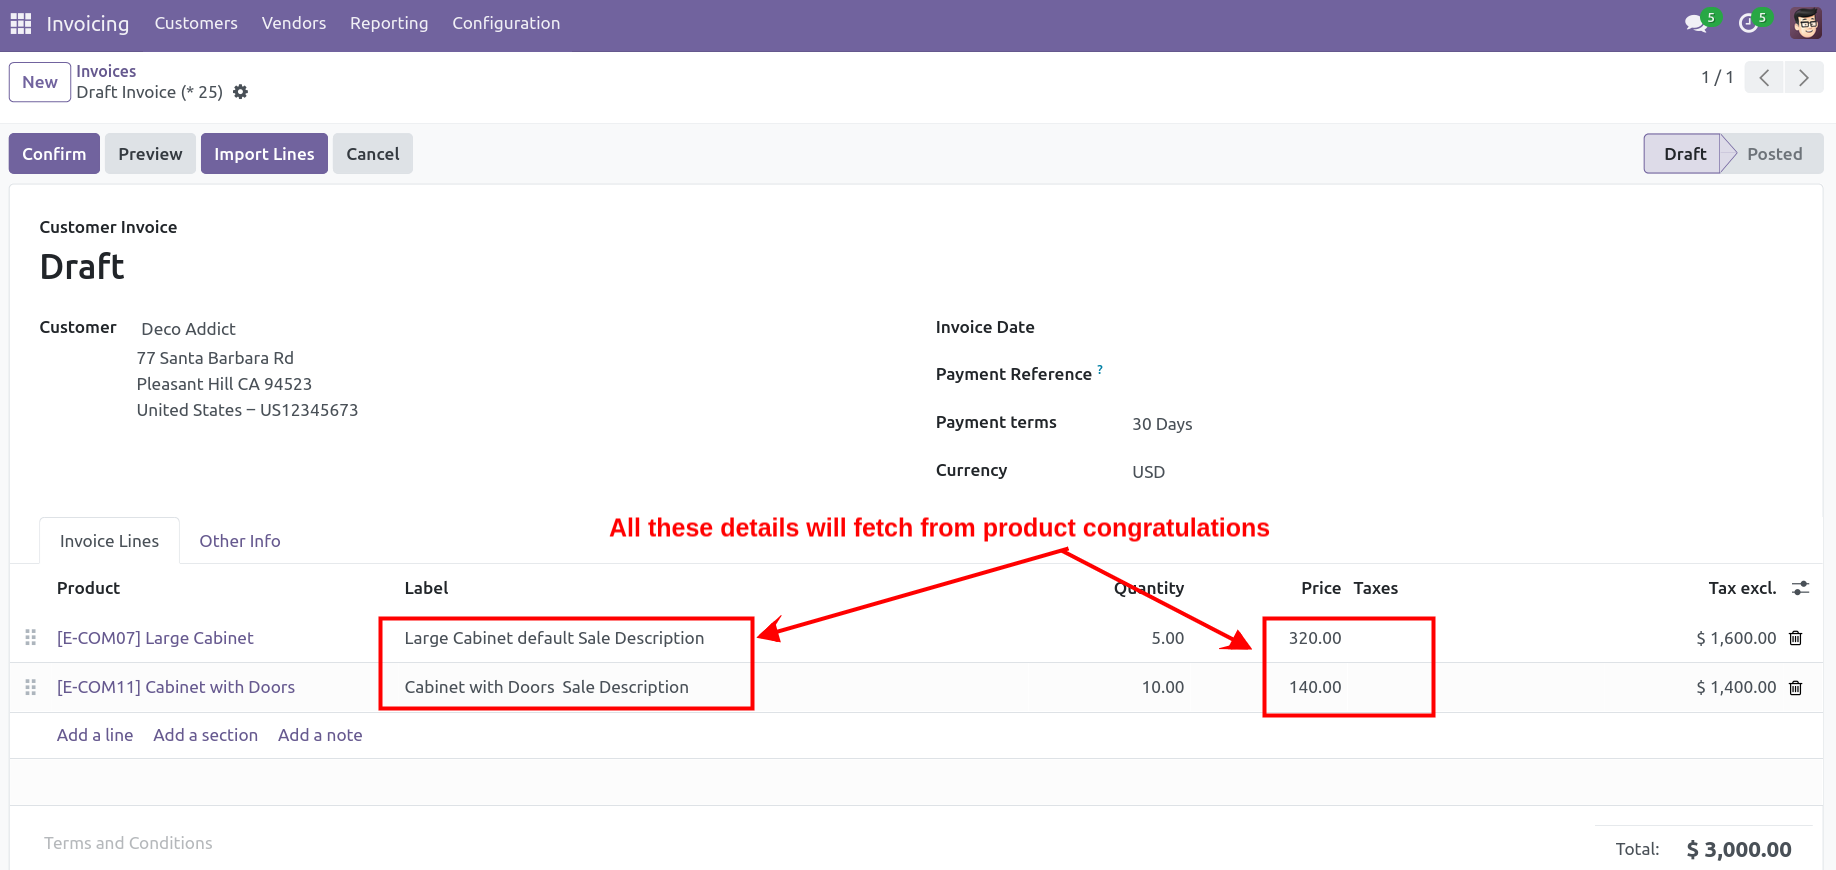 Invoicing Customers Vendors Reporting Configuration 5 5
New Invoices
Draft Invoice (* 25)
1 / 1
Confirm Preview Import Lines Cancel Draft Posted
Customer Invoice
Draft
Customer Deco Addict
77 Santa Barbara Rd
Pleasant Hill CA 94523
United States – US12345673
Invoice Date
Payment Reference ?
Payment terms 30 Days
Currency USD
All these details will fetch from product congratulations
Invoice Lines Other Info
Product Label Quantity Price Taxes Tax excl.
[E-COM07] Large Cabinet Large Cabinet default Sale Description 5.00 320.00 $ 1,600.00
[E-COM11] Cabinet with Doors Cabinet with Doors  Sale Description 10.00 140.00 $ 1,400.00
Add a line Add a section Add a note
Terms and Conditions
Total: $ 3,000.00